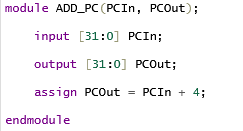 module ADD_PC(PCIn, PCOut);
input [31:0] PCIn;
output [31:0] PCOut;
assign PCOut = PCIn + 4;
endmodule